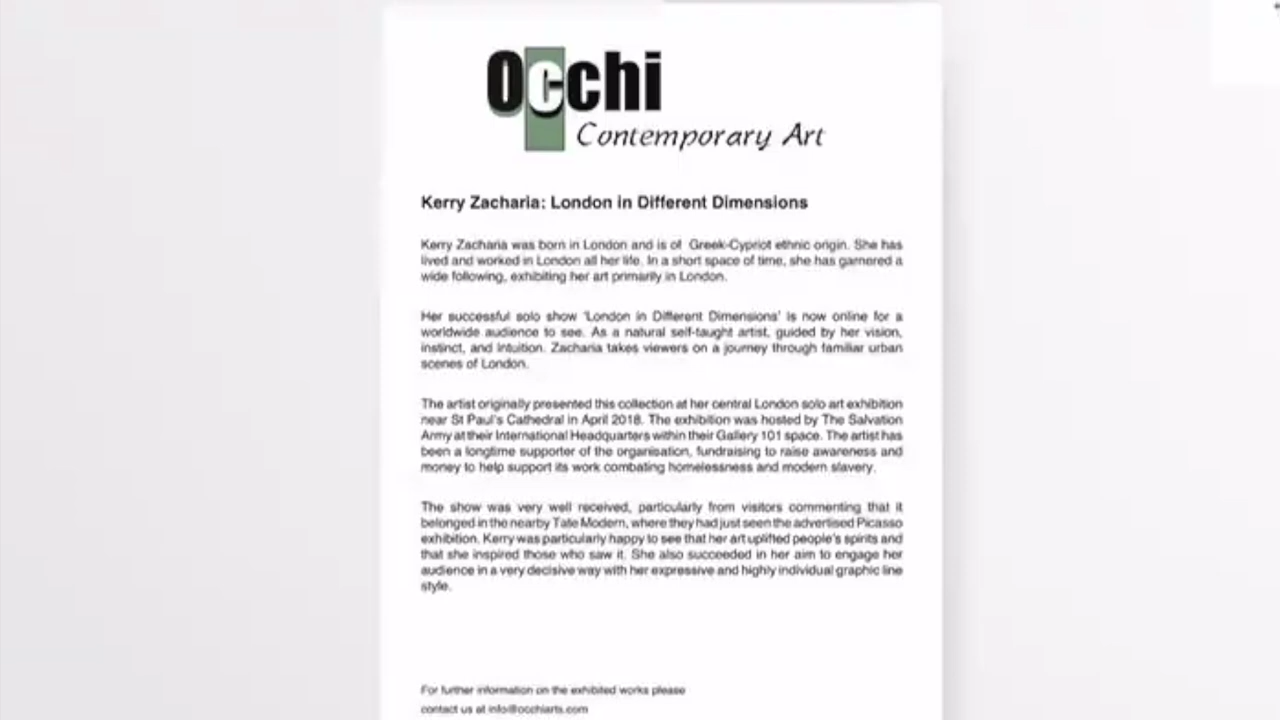 Occhi
Contemporary Art
Kerry Zacharia: London in Different Dimensions
Kerry Zacharia was born in London and is of Greek-Cypriot ethnic origin. She has
lived and worked in London all her life. In a short space of time, she has garnered a
wide following, exhibiting her art primarily in London.
Her successful solo show 'London in Different Dimensions' is now online for a
worldwide audience to see. As a natural self-taught artist, guided by her vision,
instinct, and intuition. Zacharia takes viewers on a journey through familiar urban
scenes of London.
The artist originally presented this collection at her central London solo art exhibition
near St Paul's Cathedral in April 2018. The exhibition was hosted by The Salvation
Army at their International Headquarters within their Gallery 101 space. The artist has
been a longtime supporter of the organisation, fundraising to raise awareness and
money to help support its work combating homelessness and modern slavery.
The show was very well received, particularly from visitors commenting that it
belonged in the nearby Tate Modern, where they had just seen the advertised Picasso
exhibition. Kerry was particularly happy to see that her art uplifted people's spirits and
that she inspired those who saw it. She also succeeded in her aim to engage her
audience in a very decisive way with her expressive and highly individual graphic line
style.
For further information on the exhibited works please
contact us at info@occhiarts.com